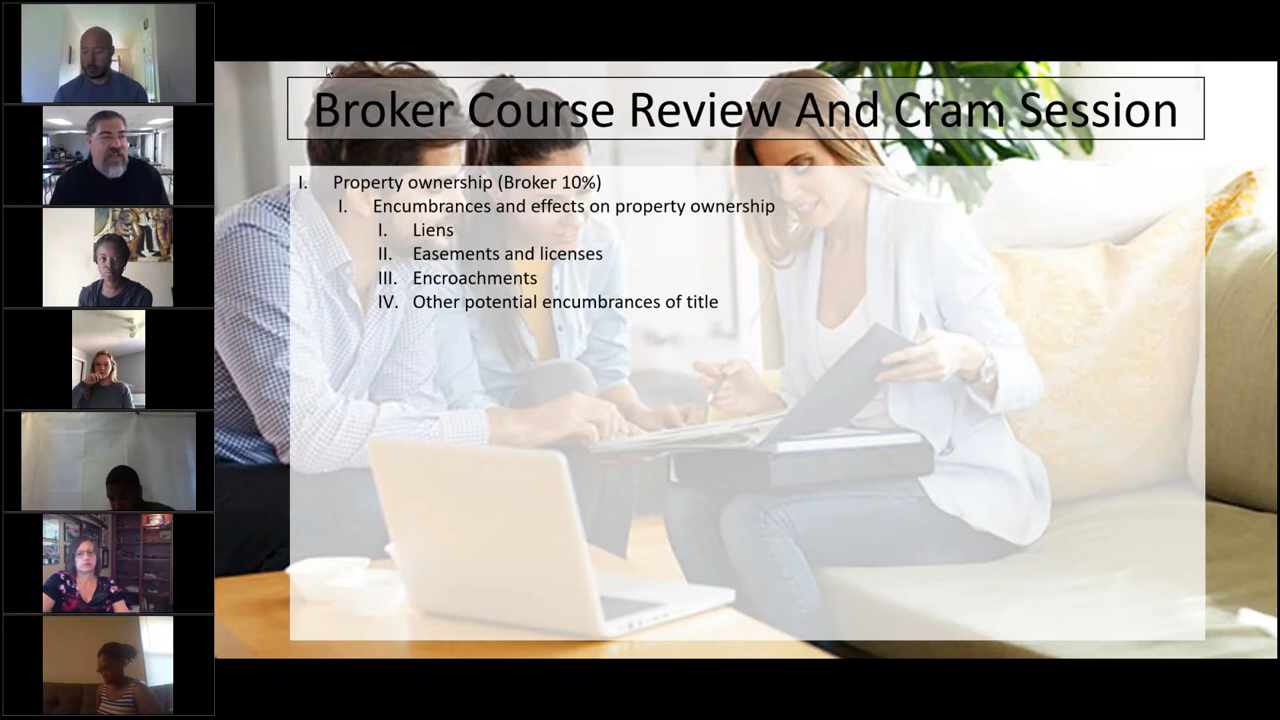 Broker Course Review And Cram Session
I. Property ownership (Broker 10%)
I. Encumbrances and effects on property ownership
I. Liens
II. Easements and licenses
III. Encroachments
IV. Other potential encumbrances of title